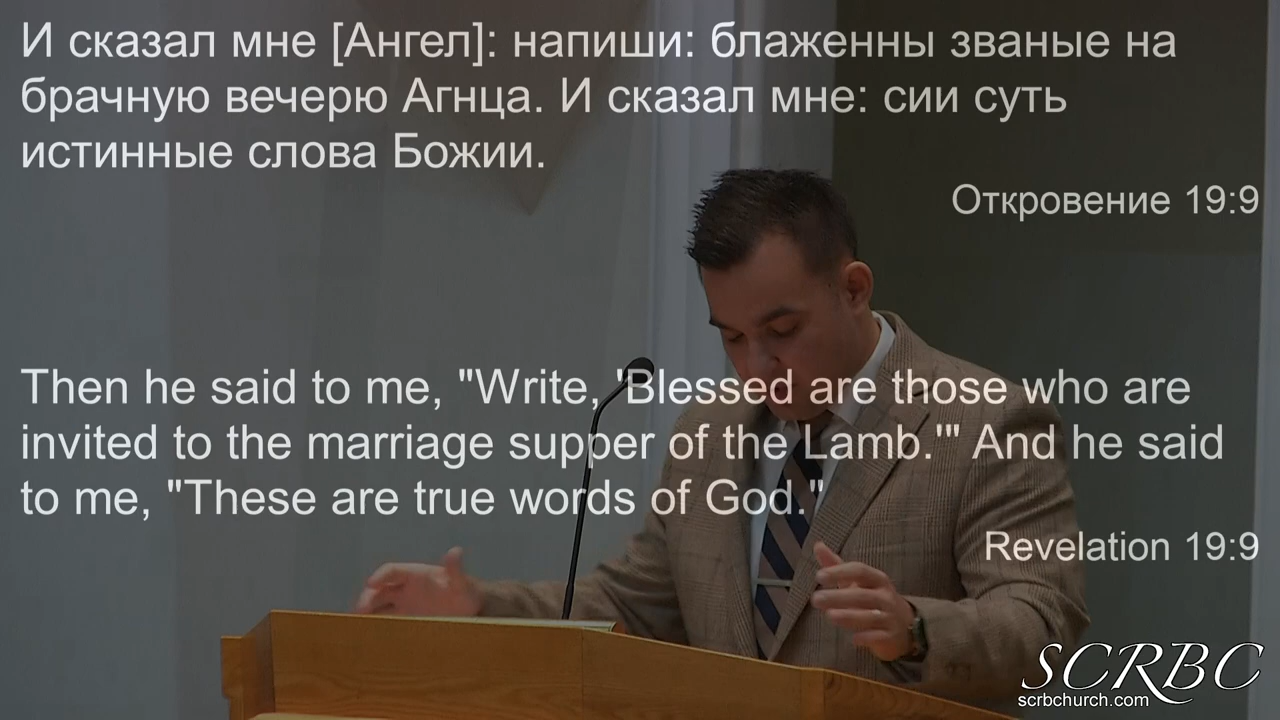 И сказал мне [Ангел]: напиши: блаженны званые на
брачную вечерю Агнца. И сказал мне: сии суть
истинные слова Божии.
Откровение 19:9
Then he said to me, "Write, 'Blessed are those who are
invited to the marriage supper of the Lamb.'" And he said
to me, "These are true words of God."
Revelation 19:9
SCRBC
scrbchurch.com